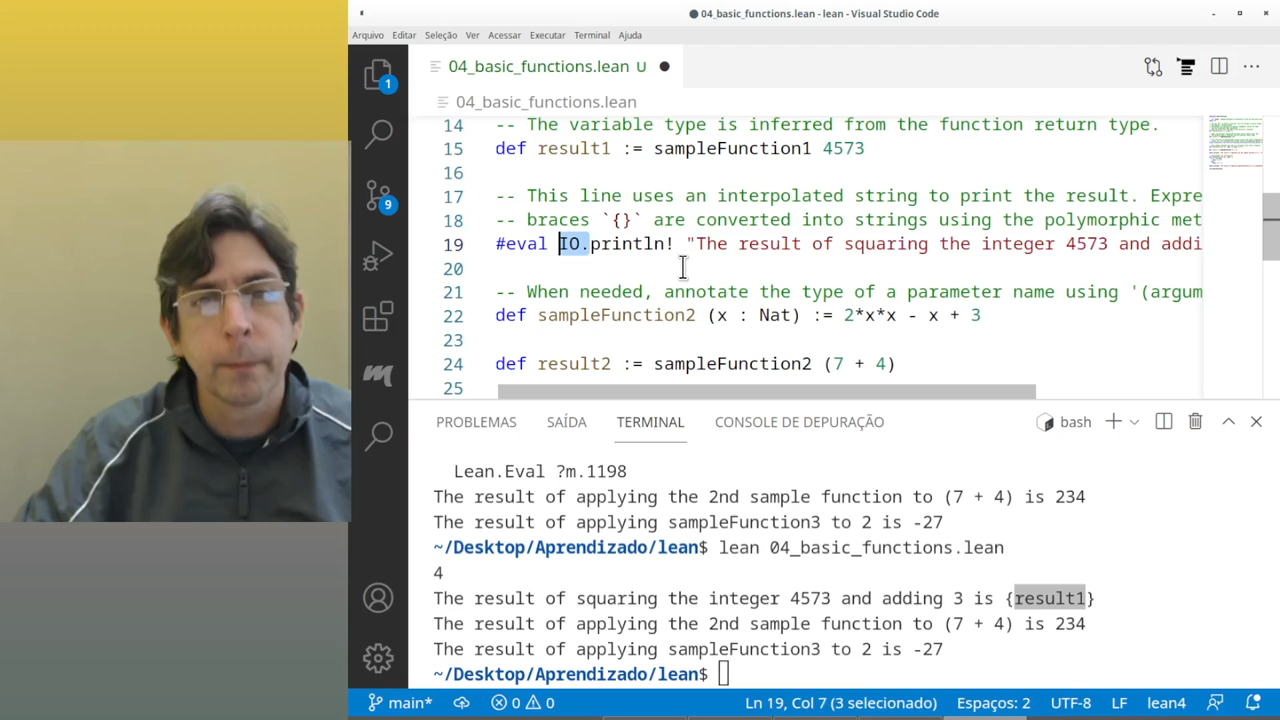 04_basic_functions.lean - lean - Visual Studio Code
Arquivo Editar Seleção Ver Acessar Executar Terminal Ajuda
04_basic_functions.lean U
04_basic_functions.lean
14 -- The variable type is inferred from the function return type.
15 def result1 := sampleFunction1 4573
16
17 -- This line uses an interpolated string to print the result. Expre
18 -- braces `{}` are converted into strings using the polymorphic met
19 #eval IO.println! "The result of squaring the integer 4573 and addi
20
21 -- When needed, annotate the type of a parameter name using '(argum
22 def sampleFunction2 (x : Nat) := 2*x*x - x + 3
23
24 def result2 := sampleFunction2 (7 + 4)
25
1
9
PROBLEMAS SAÍDA TERMINAL CONSOLE DE DEPURAÇÃO bash
Lean.Eval ?m.1198
The result of applying the 2nd sample function to (7 + 4) is 234
The result of applying sampleFunction3 to 2 is -27
~/Desktop/Aprendizado/lean$ lean 04_basic_functions.lean
4
The result of squaring the integer 4573 and adding 3 is {result1}
The result of applying the 2nd sample function to (7 + 4) is 234
The result of applying sampleFunction3 to 2 is -27
~/Desktop/Aprendizado/lean$
main* 0 0 Ln 19, Col 7 (3 selecionado) Espaços: 2 UTF-8 LF lean4